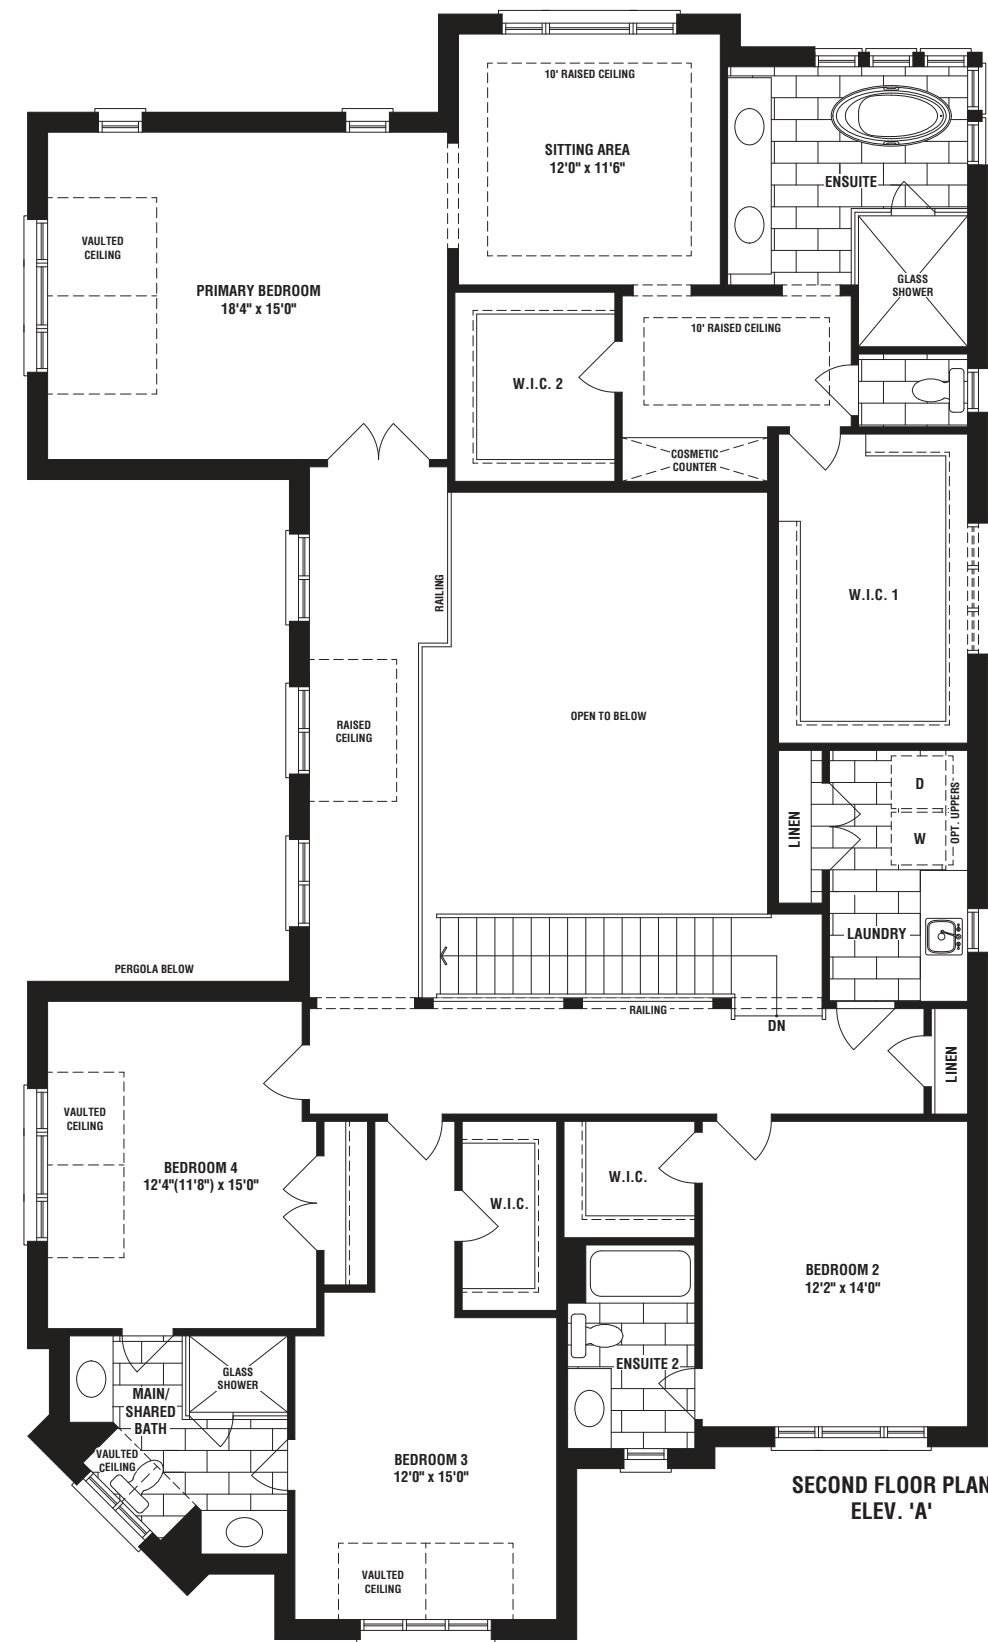 10' RAISED CEILING
SITTING AREA
12'0" x 11'6"
ENSUITE
VAULTED
CEILING
PRIMARY BEDROOM
18'4" x 15'0"
GLASS
SHOWER
10' RAISED CEILING
W.I.C. 2
COSMETIC
COUNTER
RAILING
W.I.C. 1
RAISED
CEILING
OPEN TO BELOW
D
W
OPT. UPPERS
LINEN
LAUNDRY
PERGOLA BELOW
RAILING
DN
LINEN
VAULTED
CEILING
BEDROOM 4
12'4"(11'8") x 15'0"
W.I.C.
W.I.C.
BEDROOM 2
12'2" x 14'0"
GLASS
SHOWER
MAIN/
SHARED
BATH
ENSUITE 2
VAULTED
CEILING
BEDROOM 3
12'0" x 15'0"
VAULTED
CEILING
SECOND FLOOR PLAN
ELEV. 'A'